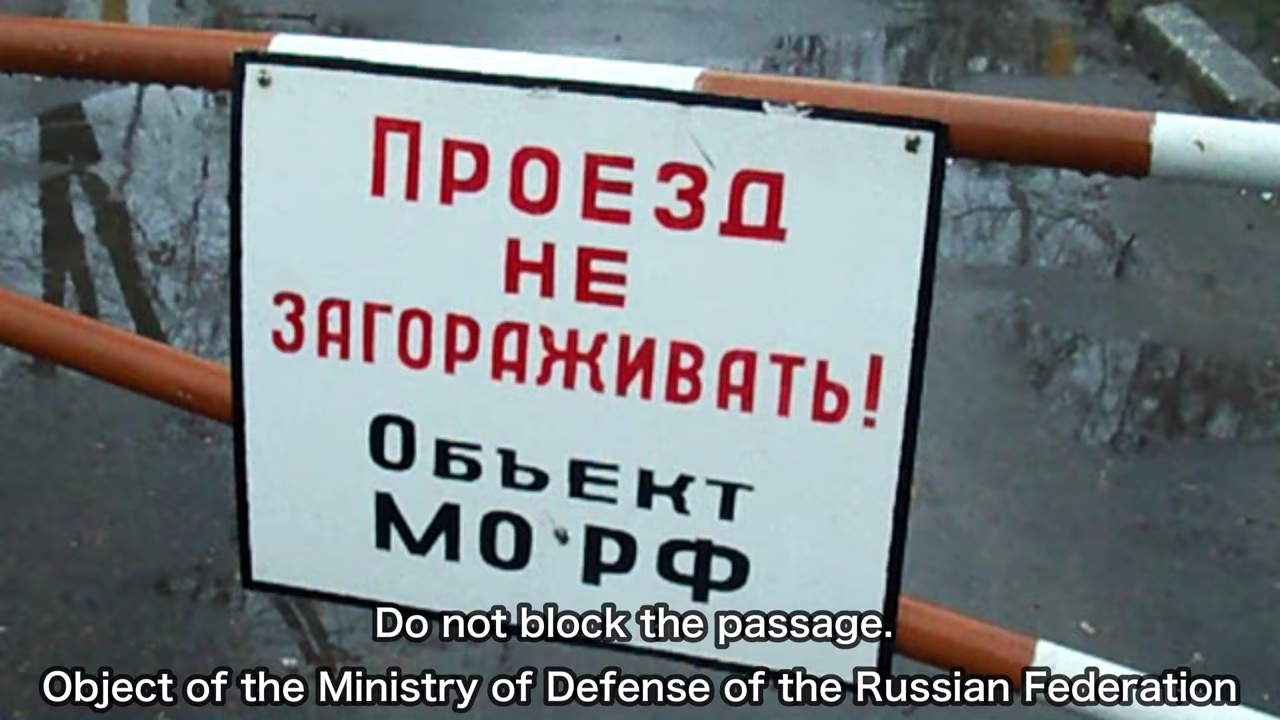 ПРОЕЗД
НЕ
ЗАГОРАЖИВАТЬ!
ОБЪЕКТ
МО РФ
Do not block the passage.
Object of the Ministry of Defense of the Russian Federation